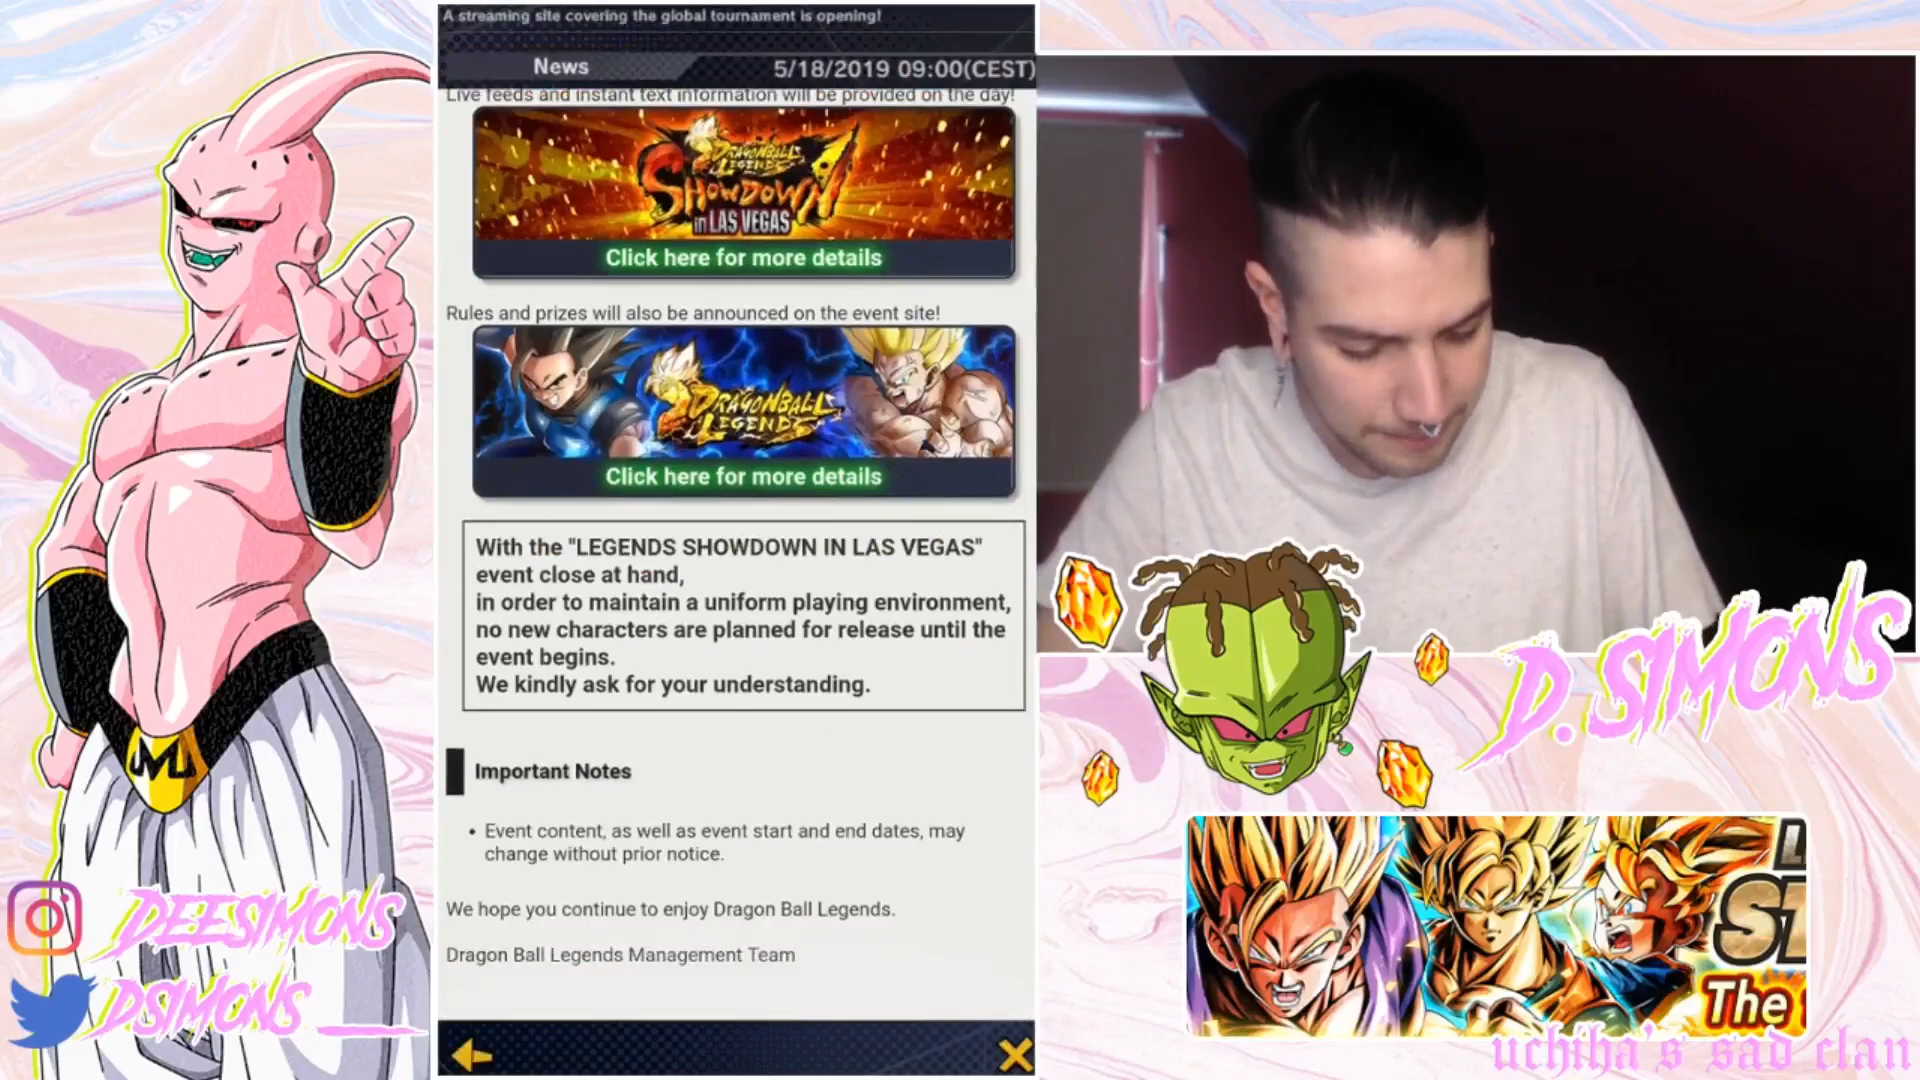 A streaming site covering the global tournament is opening!
News
5/18/2019 09:00(CEST)
Live feeds and instant text information will be provided on the day!
DRAGONBALL
LEGENDS
SHOWDOWN
in LAS VEGAS
Click here for more details
Rules and prizes will also be announced on the event site!
DRAGONBALL
LEGENDS
Click here for more details
With the "LEGENDS SHOWDOWN IN LAS VEGAS"
event close at hand,
in order to maintain a uniform playing environment,
no new characters are planned for release until the
event begins.
We kindly ask for your understanding.
Important Notes
• Event content, as well as event start and end dates, may
change without prior notice.
We hope you continue to enjoy Dragon Ball Legends.
Dragon Ball Legends Management Team
M
DEESIMONS
DSIMONS__
D. SIMONS
The
uchiha's sad clan